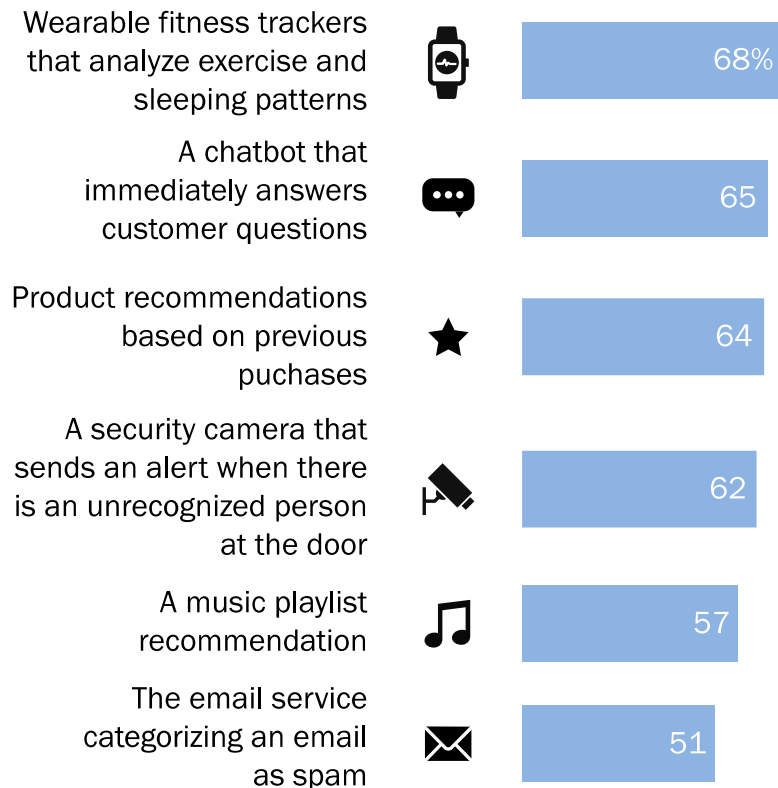 Wearable fitness trackers
that analyze exercise and
sleeping patterns
68%
A chatbot that
immediately answers
customer questions
65
Product recommendations
based on previous
puchases
64
A security camera that
sends an alert when there
is an unrecognized person
at the door
62
A music playlist
recommendation
57
The email service
categorizing an email
as spam
51